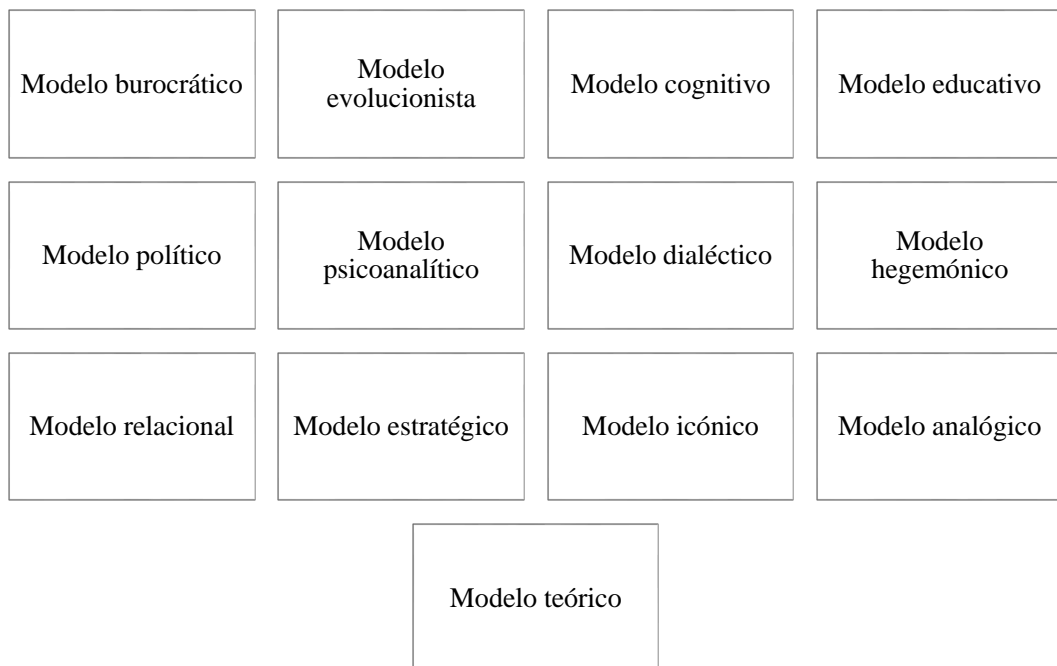 Modelo burocrático
Modelo
evolucionista
Modelo cognitivo
Modelo educativo
Modelo político
Modelo
psicoanalítico
Modelo dialéctico
Modelo
hegemónico
Modelo relacional
Modelo estratégico
Modelo icónico
Modelo analógico
Modelo teórico